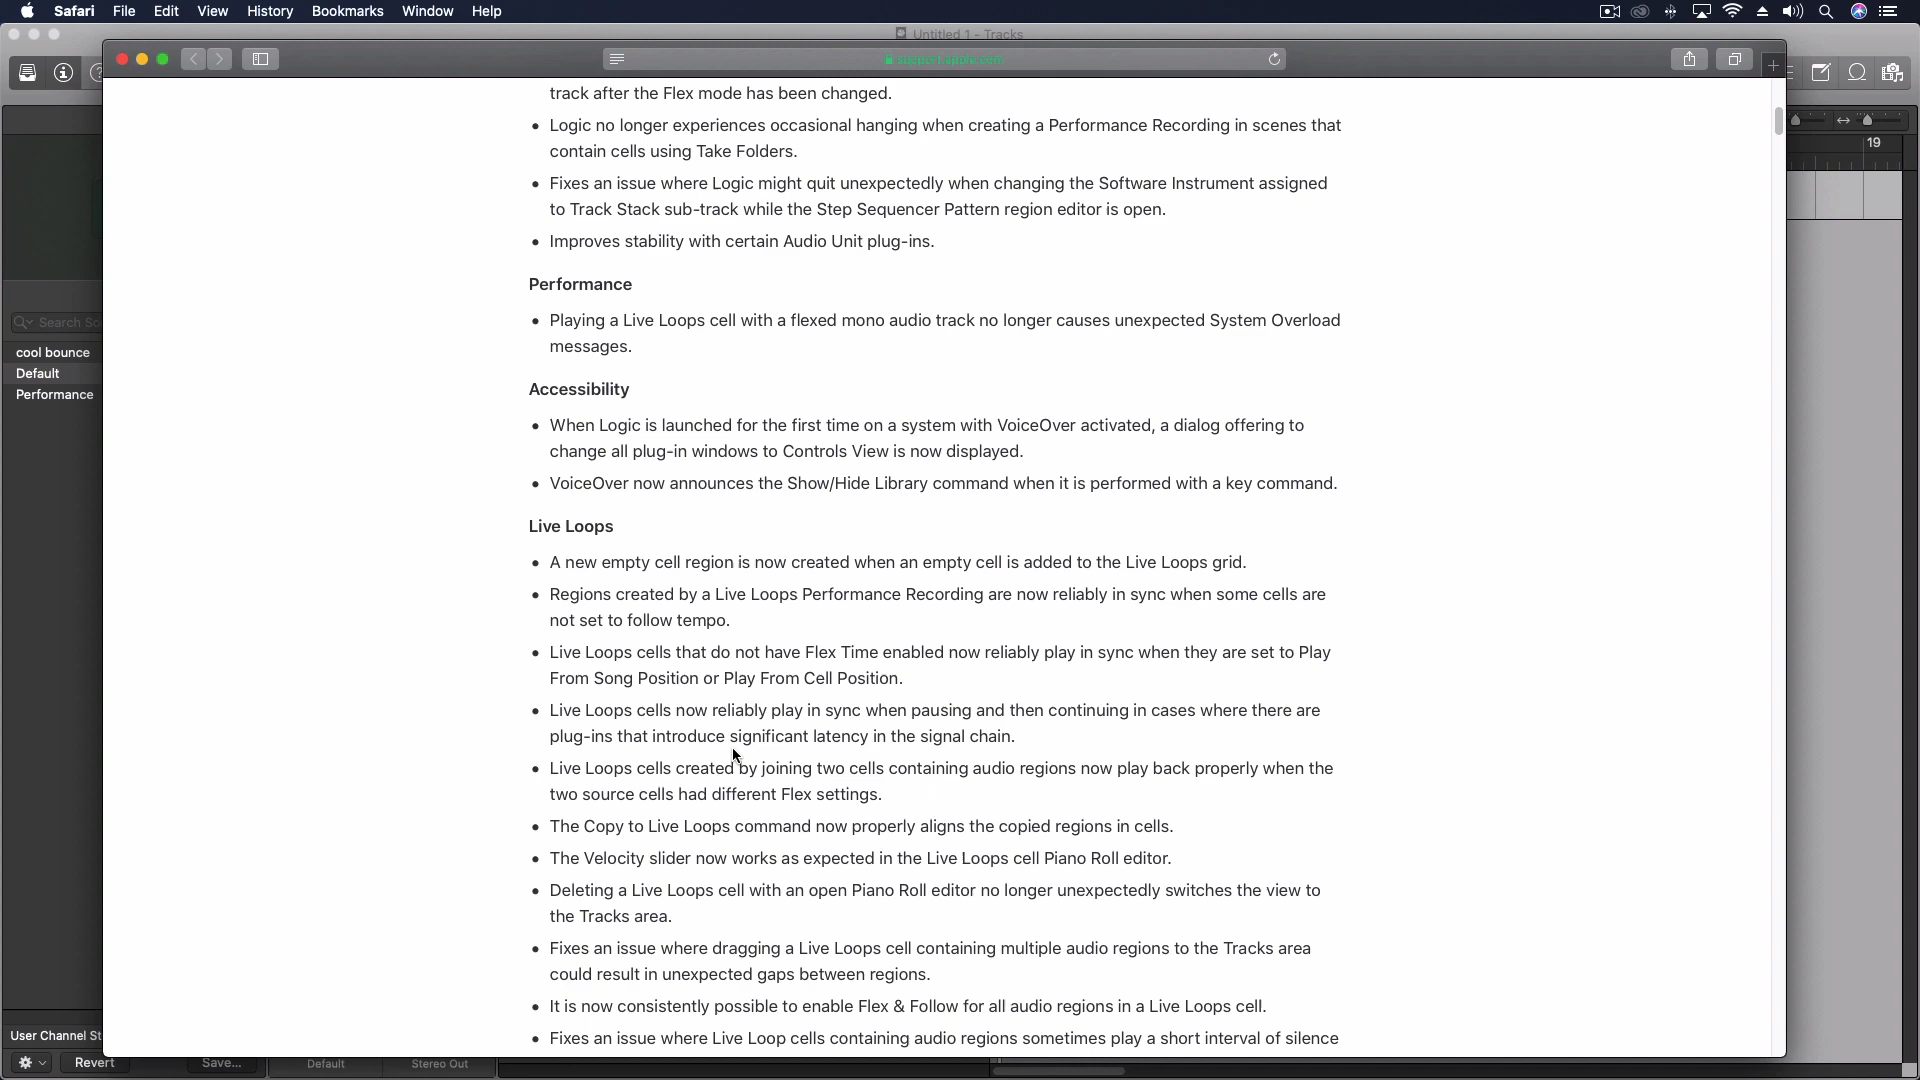 Safari File Edit View History Bookmarks Window Help
Untitled 1 - Tracks
support.apple.com
track after the Flex mode has been changed.
• Logic no longer experiences occasional hanging when creating a Performance Recording in scenes that
contain cells using Take Folders.
19
• Fixes an issue where Logic might quit unexpectedly when changing the Software Instrument assigned
to Track Stack sub-track while the Step Sequencer Pattern region editor is open.
• Improves stability with certain Audio Unit plug-ins.
Performance
Search So
• Playing a Live Loops cell with a flexed mono audio track no longer causes unexpected System Overload
messages.
cool bounce
Default
Performance
Accessibility
• When Logic is launched for the first time on a system with VoiceOver activated, a dialog offering to
change all plug-in windows to Controls View is now displayed.
• VoiceOver now announces the Show/Hide Library command when it is performed with a key command.
Live Loops
• A new empty cell region is now created when an empty cell is added to the Live Loops grid.
• Regions created by a Live Loops Performance Recording are now reliably in sync when some cells are
not set to follow tempo.
• Live Loops cells that do not have Flex Time enabled now reliably play in sync when they are set to Play
From Song Position or Play From Cell Position.
• Live Loops cells now reliably play in sync when pausing and then continuing in cases where there are
plug-ins that introduce significant latency in the signal chain.
• Live Loops cells created by joining two cells containing audio regions now play back properly when the
two source cells had different Flex settings.
• The Copy to Live Loops command now properly aligns the copied regions in cells.
• The Velocity slider now works as expected in the Live Loops cell Piano Roll editor.
• Deleting a Live Loops cell with an open Piano Roll editor no longer unexpectedly switches the view to
the Tracks area.
• Fixes an issue where dragging a Live Loops cell containing multiple audio regions to the Tracks area
could result in unexpected gaps between regions.
• It is now consistently possible to enable Flex & Follow for all audio regions in a Live Loops cell.
• Fixes an issue where Live Loop cells containing audio regions sometimes play a short interval of silence
User Channel St
Revert Save... Default Stereo Out